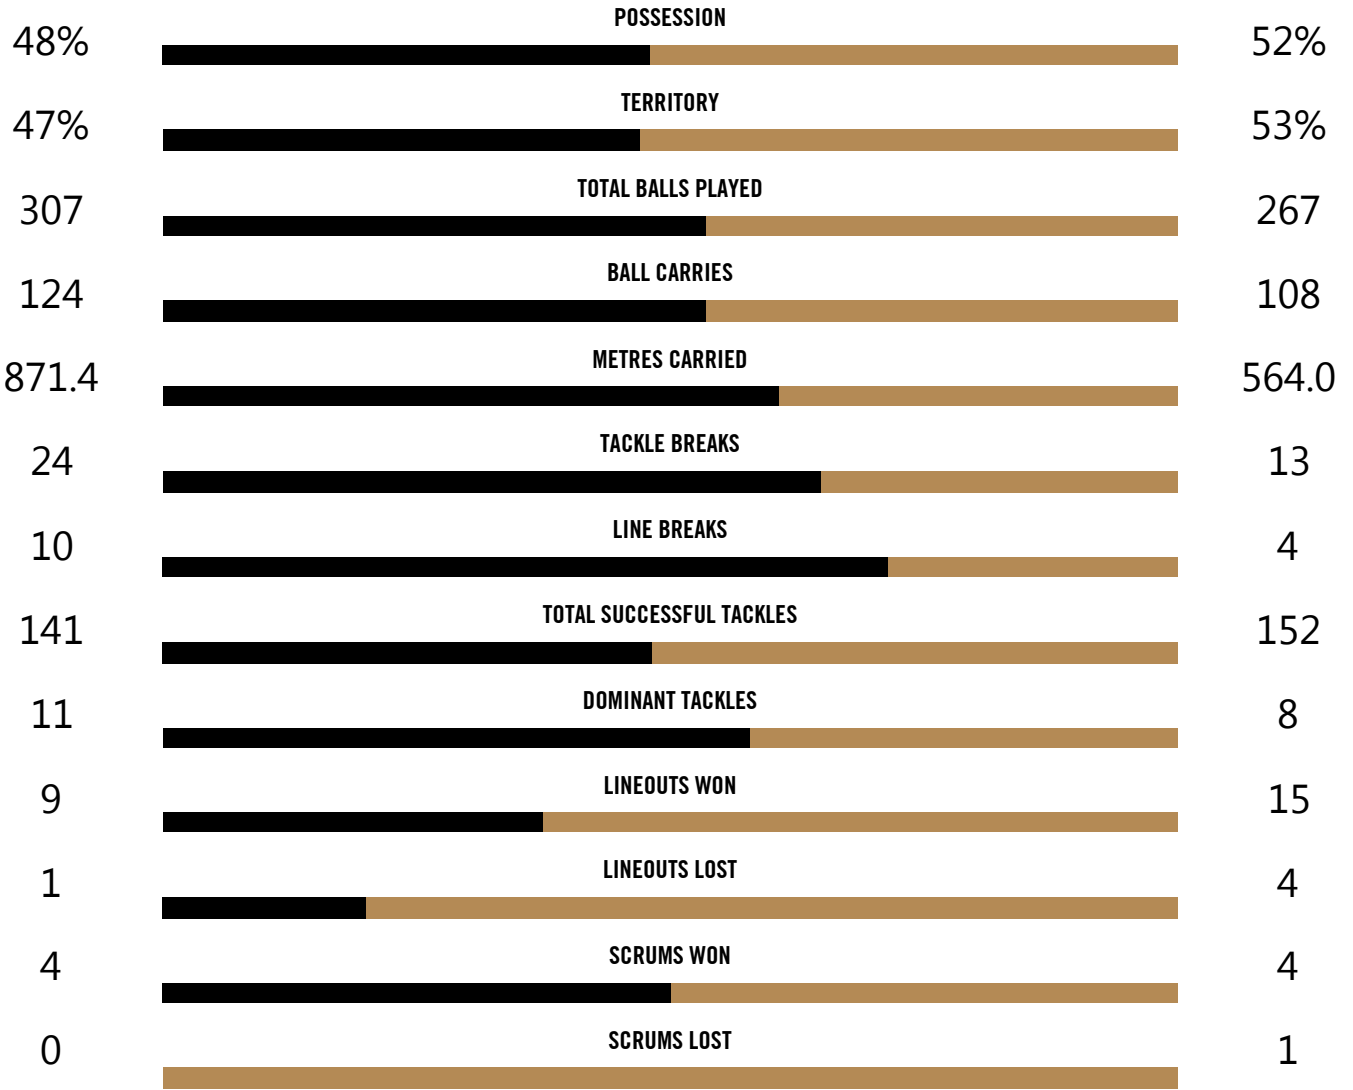 POSSESSION
48% 52%
TERRITORY
47% 53%
TOTAL BALLS PLAYED
307 267
BALL CARRIES
124 108
METRES CARRIED
871.4 564.0
TACKLE BREAKS
24 13
LINE BREAKS
10 4
TOTAL SUCCESSFUL TACKLES
141 152
DOMINANT TACKLES
11 8
LINEOUTS WON
9 15
LINEOUTS LOST
1 4
SCRUMS WON
4 4
SCRUMS LOST
0 1